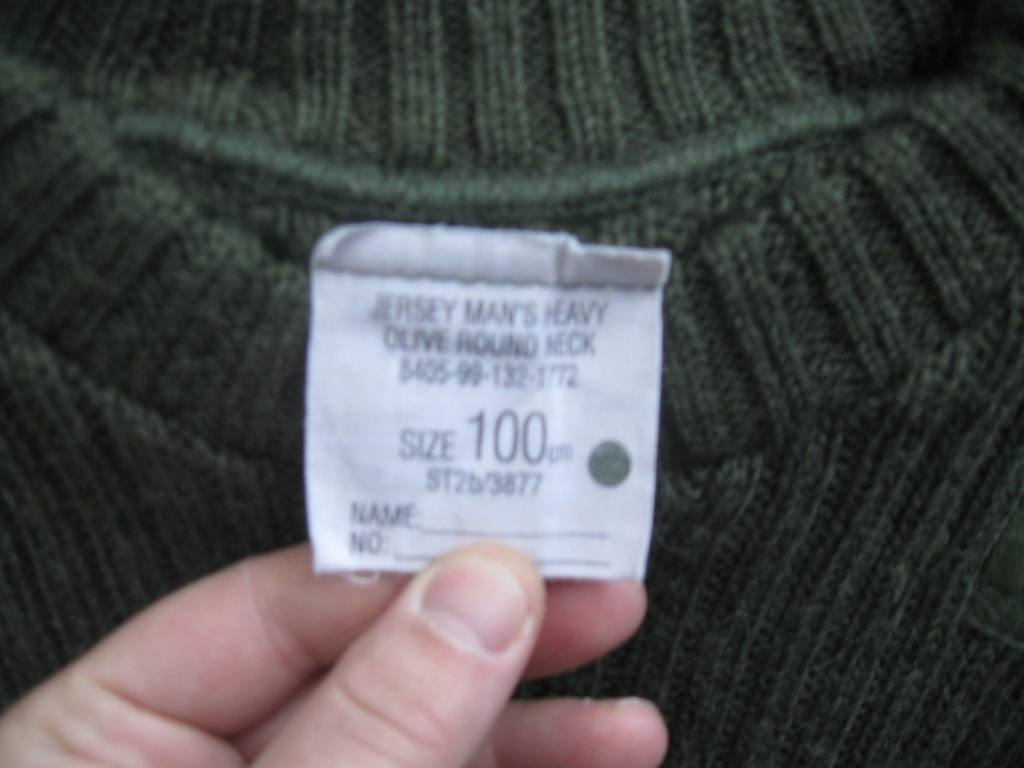 JERSEY MAN'S HEAVY
OLIVE ROUND NECK
8405-99-132-1772
SIZE 100cm
ST2b/3877
NAME:
NO: